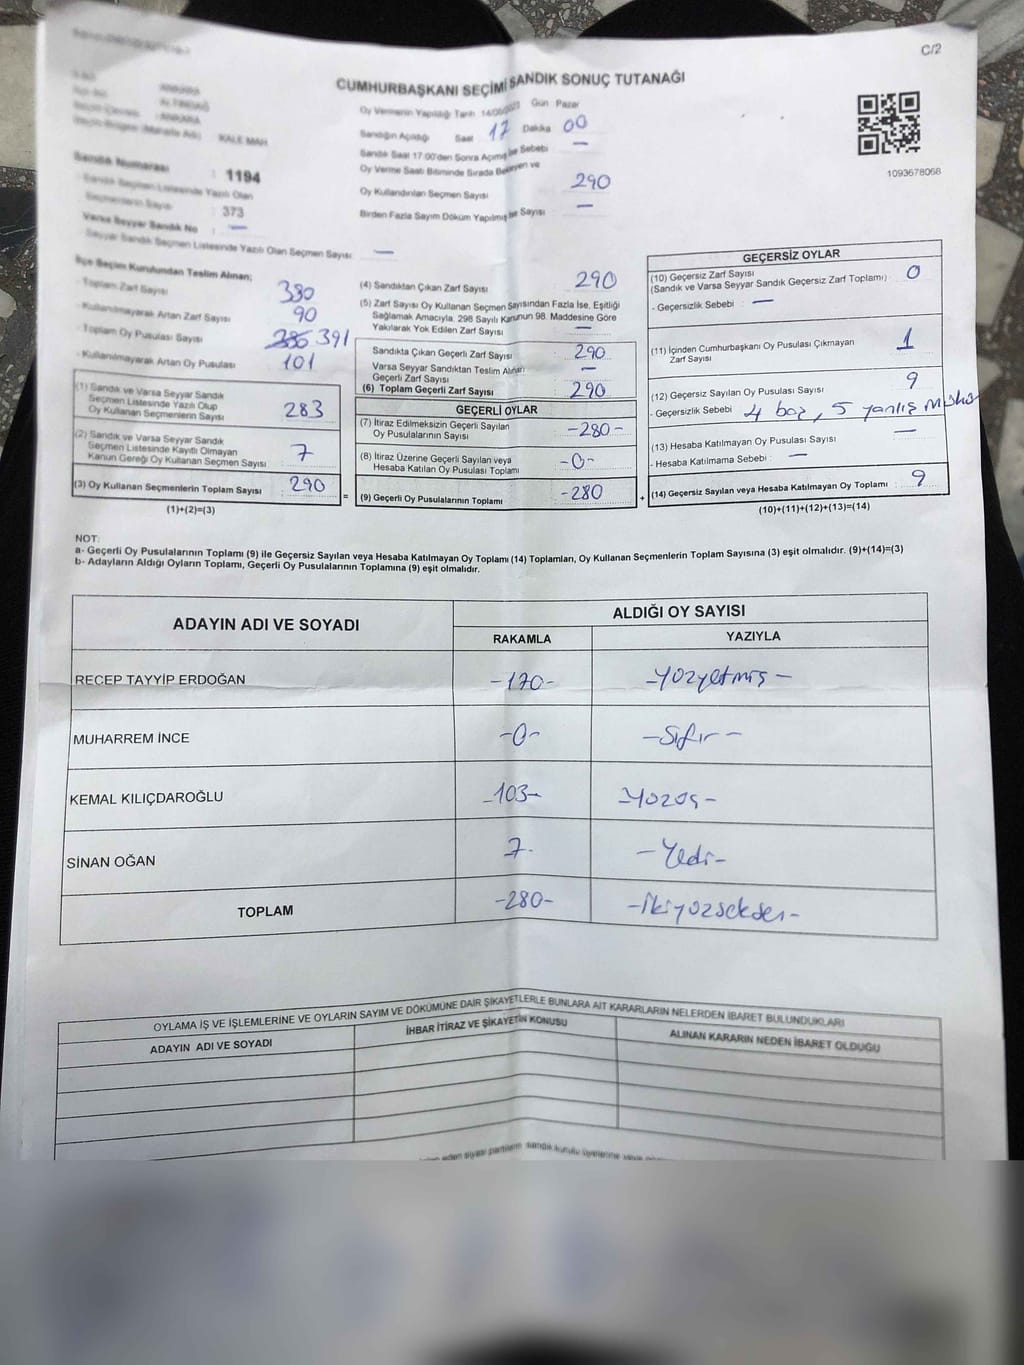 C/2
CUMHURBAŞKANI SEÇİMİ SANDIK SONUÇ TUTANAĞI
Oy Vermenin Yapıldığı Tarih 14/05/2023 Gün Pazar
Sandığın Açıldığı Saat 17 Dakika 00
Sandık Saat 17:00'den Sonra Açılmış İse Sebebi —
Oy Verme Saati Bitiminde Sırada Bekleyen ve
Oy Kullandırılan Seçmen Sayısı 290
Birden Fazla Sayım Döküm Yapılmış İse Sayısı —
1093678068
ANKARA
ALTINDAĞ
ANKARA
KALE MAH
Sandık Numarası : 1194
Sandık Seçmen Listesinde Yazılı Olan
Seçmenlerin Sayısı : 373
Varsa Seyyar Sandık No : —
Seyyar Sandık Seçmen Listesinde Yazılı Olan Seçmen Sayısı : —
İlçe Seçim Kurulundan Teslim Alınan;
- Toplam Zarf Sayısı 380
- Kullanılmayarak Artan Zarf Sayısı 90
- Toplam Oy Pusulası Sayısı 391
- Kullanılmayarak Artan Oy Pusulası 101
(1) Sandık ve Varsa Seyyar Sandık
Seçmen Listesinde Yazılı Olup
Oy Kullanan Seçmenlerin Sayısı : 283
(2) Sandık ve Varsa Seyyar Sandık
Seçmen Listesinde Kayıtlı Olmayan
Kanun Gereği Oy Kullanan Seçmen Sayısı : 7
(3) Oy Kullanan Seçmenlerin Toplam Sayısı : 290
(1)+(2)=(3)
=
(4) Sandıktan Çıkan Zarf Sayısı 290
(5) Zarf Sayısı Oy Kullanan Seçmen Sayısından Fazla İse, Eşitliği
Sağlamak Amacıyla, 298 Sayılı Kanunun 98. Maddesine Göre
Yakılarak Yok Edilen Zarf Sayısı —
Sandıkta Çıkan Geçerli Zarf Sayısı : 290
Varsa Seyyar Sandıktan Teslim Alınan
Geçerli Zarf Sayısı : —
(6) Toplam Geçerli Zarf Sayısı : 290
GEÇERLİ OYLAR
(7) İtiraz Edilmeksizin Geçerli Sayılan
Oy Pusulalarının Sayısı : -280-
(8) İtiraz Üzerine Geçerli Sayılan veya
Hesaba Katılan Oy Pusulası Toplamı : -0-
(9) Geçerli Oy Pusulalarının Toplamı : -280
+
GEÇERSİZ OYLAR
(10) Geçersiz Zarf Sayısı
(Sandık ve Varsa Seyyar Sandık Geçersiz Zarf Toplamı) : 0
- Geçersizlik Sebebi : —
(11) İçinden Cumhurbaşkanı Oy Pusulası Çıkmayan
Zarf Sayısı : 1
(12) Geçersiz Sayılan Oy Pusulası Sayısı : 9
- Geçersizlik Sebebi : 4 boş, 5 yanlış
(13) Hesaba Katılmayan Oy Pusulası Sayısı : —
- Hesaba Katılmama Sebebi : —
(14) Geçersiz Sayılan veya Hesaba Katılmayan Oy Toplamı : 9
(10)+(11)+(12)+(13)=(14)
NOT:
a- Geçerli Oy Pusulalarının Toplamı (9) ile Geçersiz Sayılan veya Hesaba Katılmayan Oy Toplamı (14) Toplamları, Oy Kullanan Seçmenlerin Toplam Sayısına (3) eşit olmalıdır. (9)+(14)=(3)
b- Adayların Aldığı Oyların Toplamı, Geçerli Oy Pusulalarının Toplamına (9) eşit olmalıdır.
ADAYIN ADI VE SOYADI
ALDIĞI OY SAYISI
RAKAMLA YAZIYLA
RECEP TAYYİP ERDOĞAN -170- -Yüzyetmiş-
MUHARREM İNCE -0- -Sıfır-
KEMAL KILIÇDAROĞLU -103- -Yüzüç-
SİNAN OĞAN 7- -Yedi-
TOPLAM -280- -İkiyüzseksen-
OYLAMA İŞ VE İŞLEMLERİNE VE OYLARIN SAYIM VE DÖKÜMÜNE DAİR ŞİKAYETLERLE BUNLARA AİT KARARLARIN NELERDEN İBARET BULUNDUKLARI
ADAYIN ADI VE SOYADI İHBAR İTİRAZ VE ŞİKAYETİN KONUSU ALINAN KARARIN NEDEN İBARET OLDUĞU
eden siyasi partilerin sandık kurulu üyelerine veya